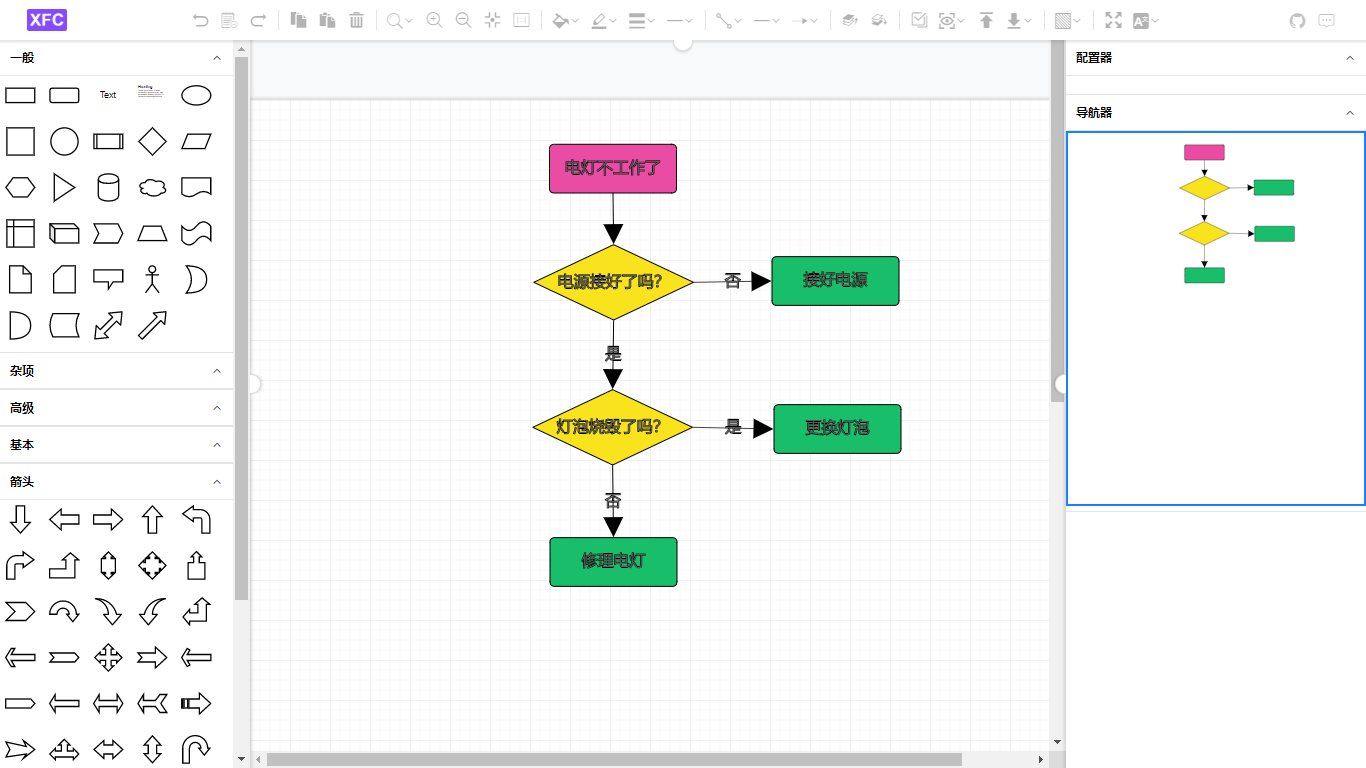 XFC
一般
Text
Heading
杂项
高级
基本
箭头
电灯不工作了
电源接好了吗?
否
接好电源
是
灯泡烧毁了吗?
是
更换灯泡
否
修理电灯
配置器
导航器